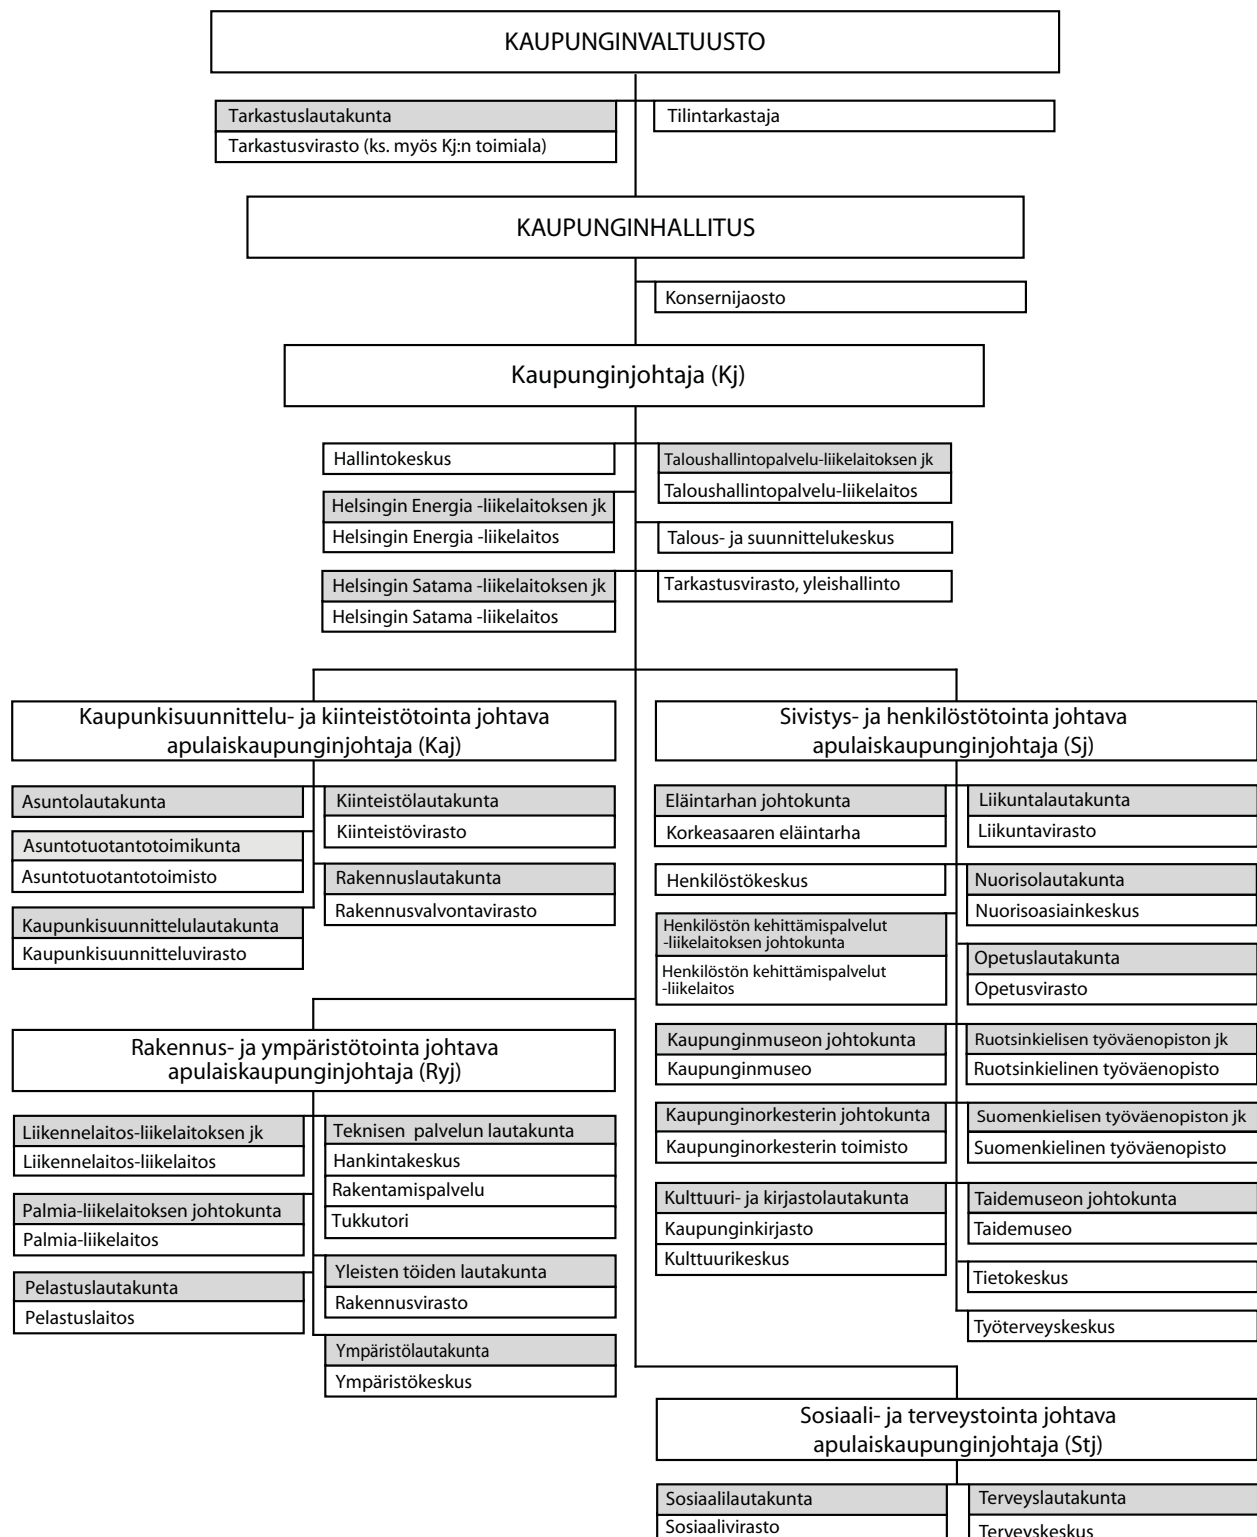 KAUPUNGINVALTUUSTO
Tarkastuslautakunta
Tarkastusvirasto (ks. myös Kj:n toimiala)
Tilintarkastaja
KAUPUNGINHALLITUS
Konsernijaosto
Kaupunginjohtaja (Kj)
Hallintokeskus
Helsingin Energia -liikelaitoksen jk
Helsingin Energia -liikelaitos
Helsingin Satama -liikelaitoksen jk
Helsingin Satama -liikelaitos
Taloushallintopalvelu-liikelaitoksen jk
Taloushallintopalvelu-liikelaitos
Talous- ja suunnittelukeskus
Tarkastusvirasto, yleishallinto
Kaupunkisuunnittelu- ja kiinteistötointa johtava
apulaiskaupunginjohtaja (Kaj)
Asuntolautakunta
Asuntotuotantotoimikunta
Asuntotuotantotoimisto
Kaupunkisuunnittelulautakunta
Kaupunkisuunnitteluvirasto
Kiinteistölautakunta
Kiinteistövirasto
Rakennuslautakunta
Rakennusvalvontavirasto
Sivistys- ja henkilöstötointa johtava
apulaiskaupunginjohtaja (Sj)
Eläintarhan johtokunta
Korkeasaaren eläintarha
Henkilöstökeskus
Henkilöstön kehittämispalvelut
-liikelaitoksen johtokunta
Henkilöstön kehittämispalvelut
-liikelaitos
Kaupunginmuseon johtokunta
Kaupunginmuseo
Kaupunginorkesterin johtokunta
Kaupunginorkesterin toimisto
Kulttuuri- ja kirjastolautakunta
Kaupunginkirjasto
Kulttuurikeskus
Liikuntalautakunta
Liikuntavirasto
Nuorisolautakunta
Nuorisoasiainkeskus
Opetuslautakunta
Opetusvirasto
Ruotsinkielisen työväenopiston jk
Ruotsinkielinen työväenopisto
Suomenkielisen työväenopiston jk
Suomenkielinen työväenopisto
Taidemuseon johtokunta
Taidemuseo
Tietokeskus
Työterveyskeskus
Rakennus- ja ympäristötointa johtava
apulaiskaupunginjohtaja (Ryj)
Liikennelaitos-liikelaitoksen jk
Liikennelaitos-liikelaitos
Palmia-liikelaitoksen johtokunta
Palmia-liikelaitos
Pelastuslautakunta
Pelastuslaitos
Teknisen palvelun lautakunta
Hankintakeskus
Rakentamispalvelu
Tukkutori
Yleisten töiden lautakunta
Rakennusvirasto
Ympäristölautakunta
Ympäristökeskus
Sosiaali- ja terveystointa johtava
apulaiskaupunginjohtaja (Stj)
Sosiaalilautakunta
Sosiaalivirasto
Terveyslautakunta
Terveyskeskus